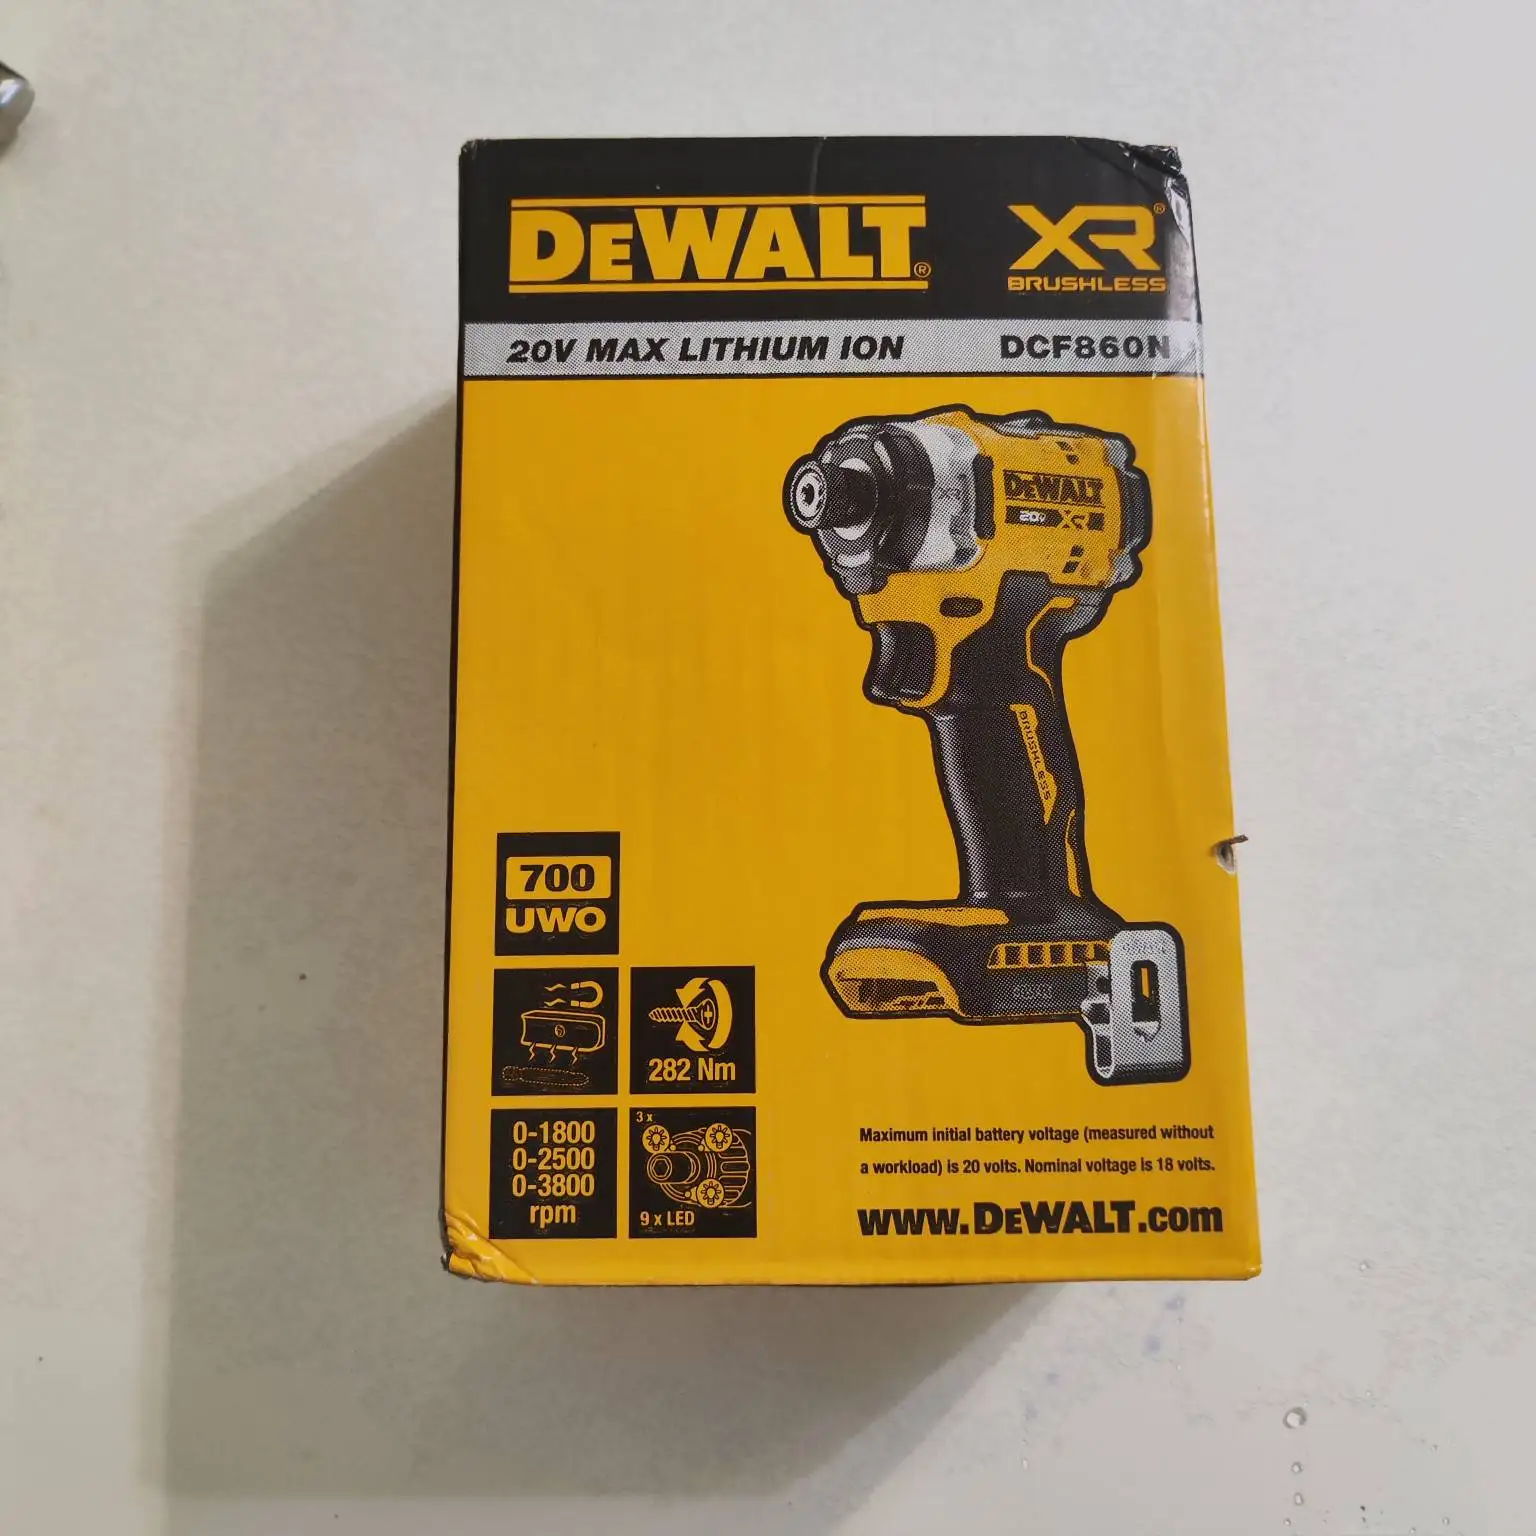 DEWALT®
XR®
BRUSHLESS
20V MAX LITHIUM ION
DCF860N
XR
DEWALT
20V XR
BRUSHLESS
700
UWO
282 Nm
0-1800
0-2500
0-3800
rpm
3 x
9 x LED
Maximum initial battery voltage (measured without
a workload) is 20 volts. Nominal voltage is 18 volts.
www.DEWALT.com